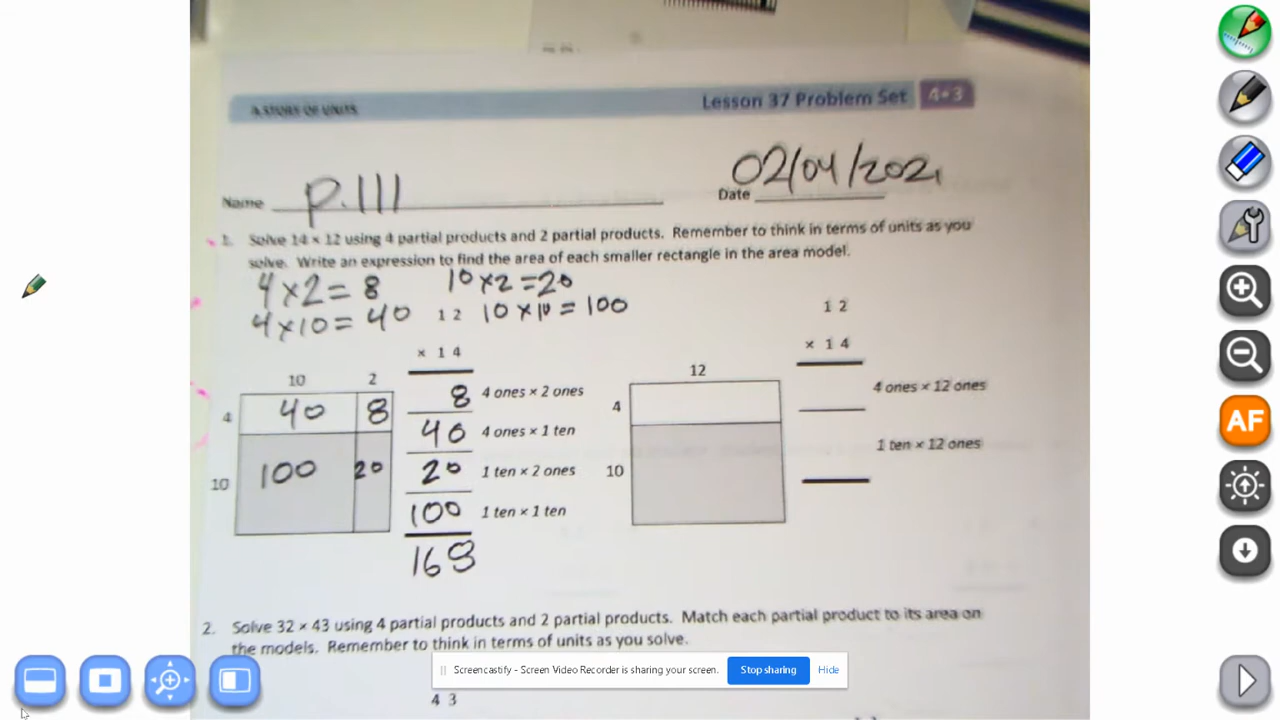 A STORY OF UNITS
Lesson 37 Problem Set 4•3
Name p.111
Date 02/04/2021
1. Solve 14 × 12 using 4 partial products and 2 partial products. Remember to think in terms of units as you
solve. Write an expression to find the area of each smaller rectangle in the area model.
4 × 2 = 8 10 × 2 = 20
4 × 10 = 40 10 × 10 = 100
10 2
4 40 8
10 100 20
1 2
× 1 4
8 4 ones × 2 ones
40 4 ones × 1 ten
20 1 ten × 2 ones
100 1 ten × 1 ten
168
12
4
10
1 2
× 1 4
4 ones × 12 ones
1 ten × 12 ones
2. Solve 32 × 43 using 4 partial products and 2 partial products. Match each partial product to its area on
the models. Remember to think in terms of units as you solve.
4 3
Screencastify - Screen Video Recorder is sharing your screen. Stop sharing Hide
AF